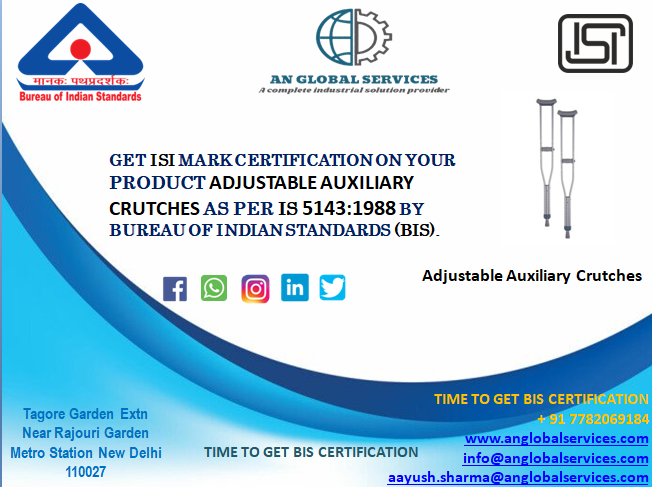 मानकः पथप्रदर्शकः
Bureau of Indian Standards
AN GLOBAL SERVICES
A complete industrial solution provider
ISI
GET ISI MARK CERTIFICATION ON YOUR
PRODUCT ADJUSTABLE AUXILIARY
CRUTCHES AS PER IS 5143:1988 BY
BUREAU OF INDIAN STANDARDS (BIS).
Adjustable Auxiliary Crutches
in
Tagore Garden Extn
Near Rajouri Garden
Metro Station New Delhi
110027
TIME TO GET BIS CERTIFICATION
TIME TO GET BIS CERTIFICATION
+ 91 7782069184
www.anglobalservices.com
info@anglobalservices.com
aayush.sharma@anglobalservices.com